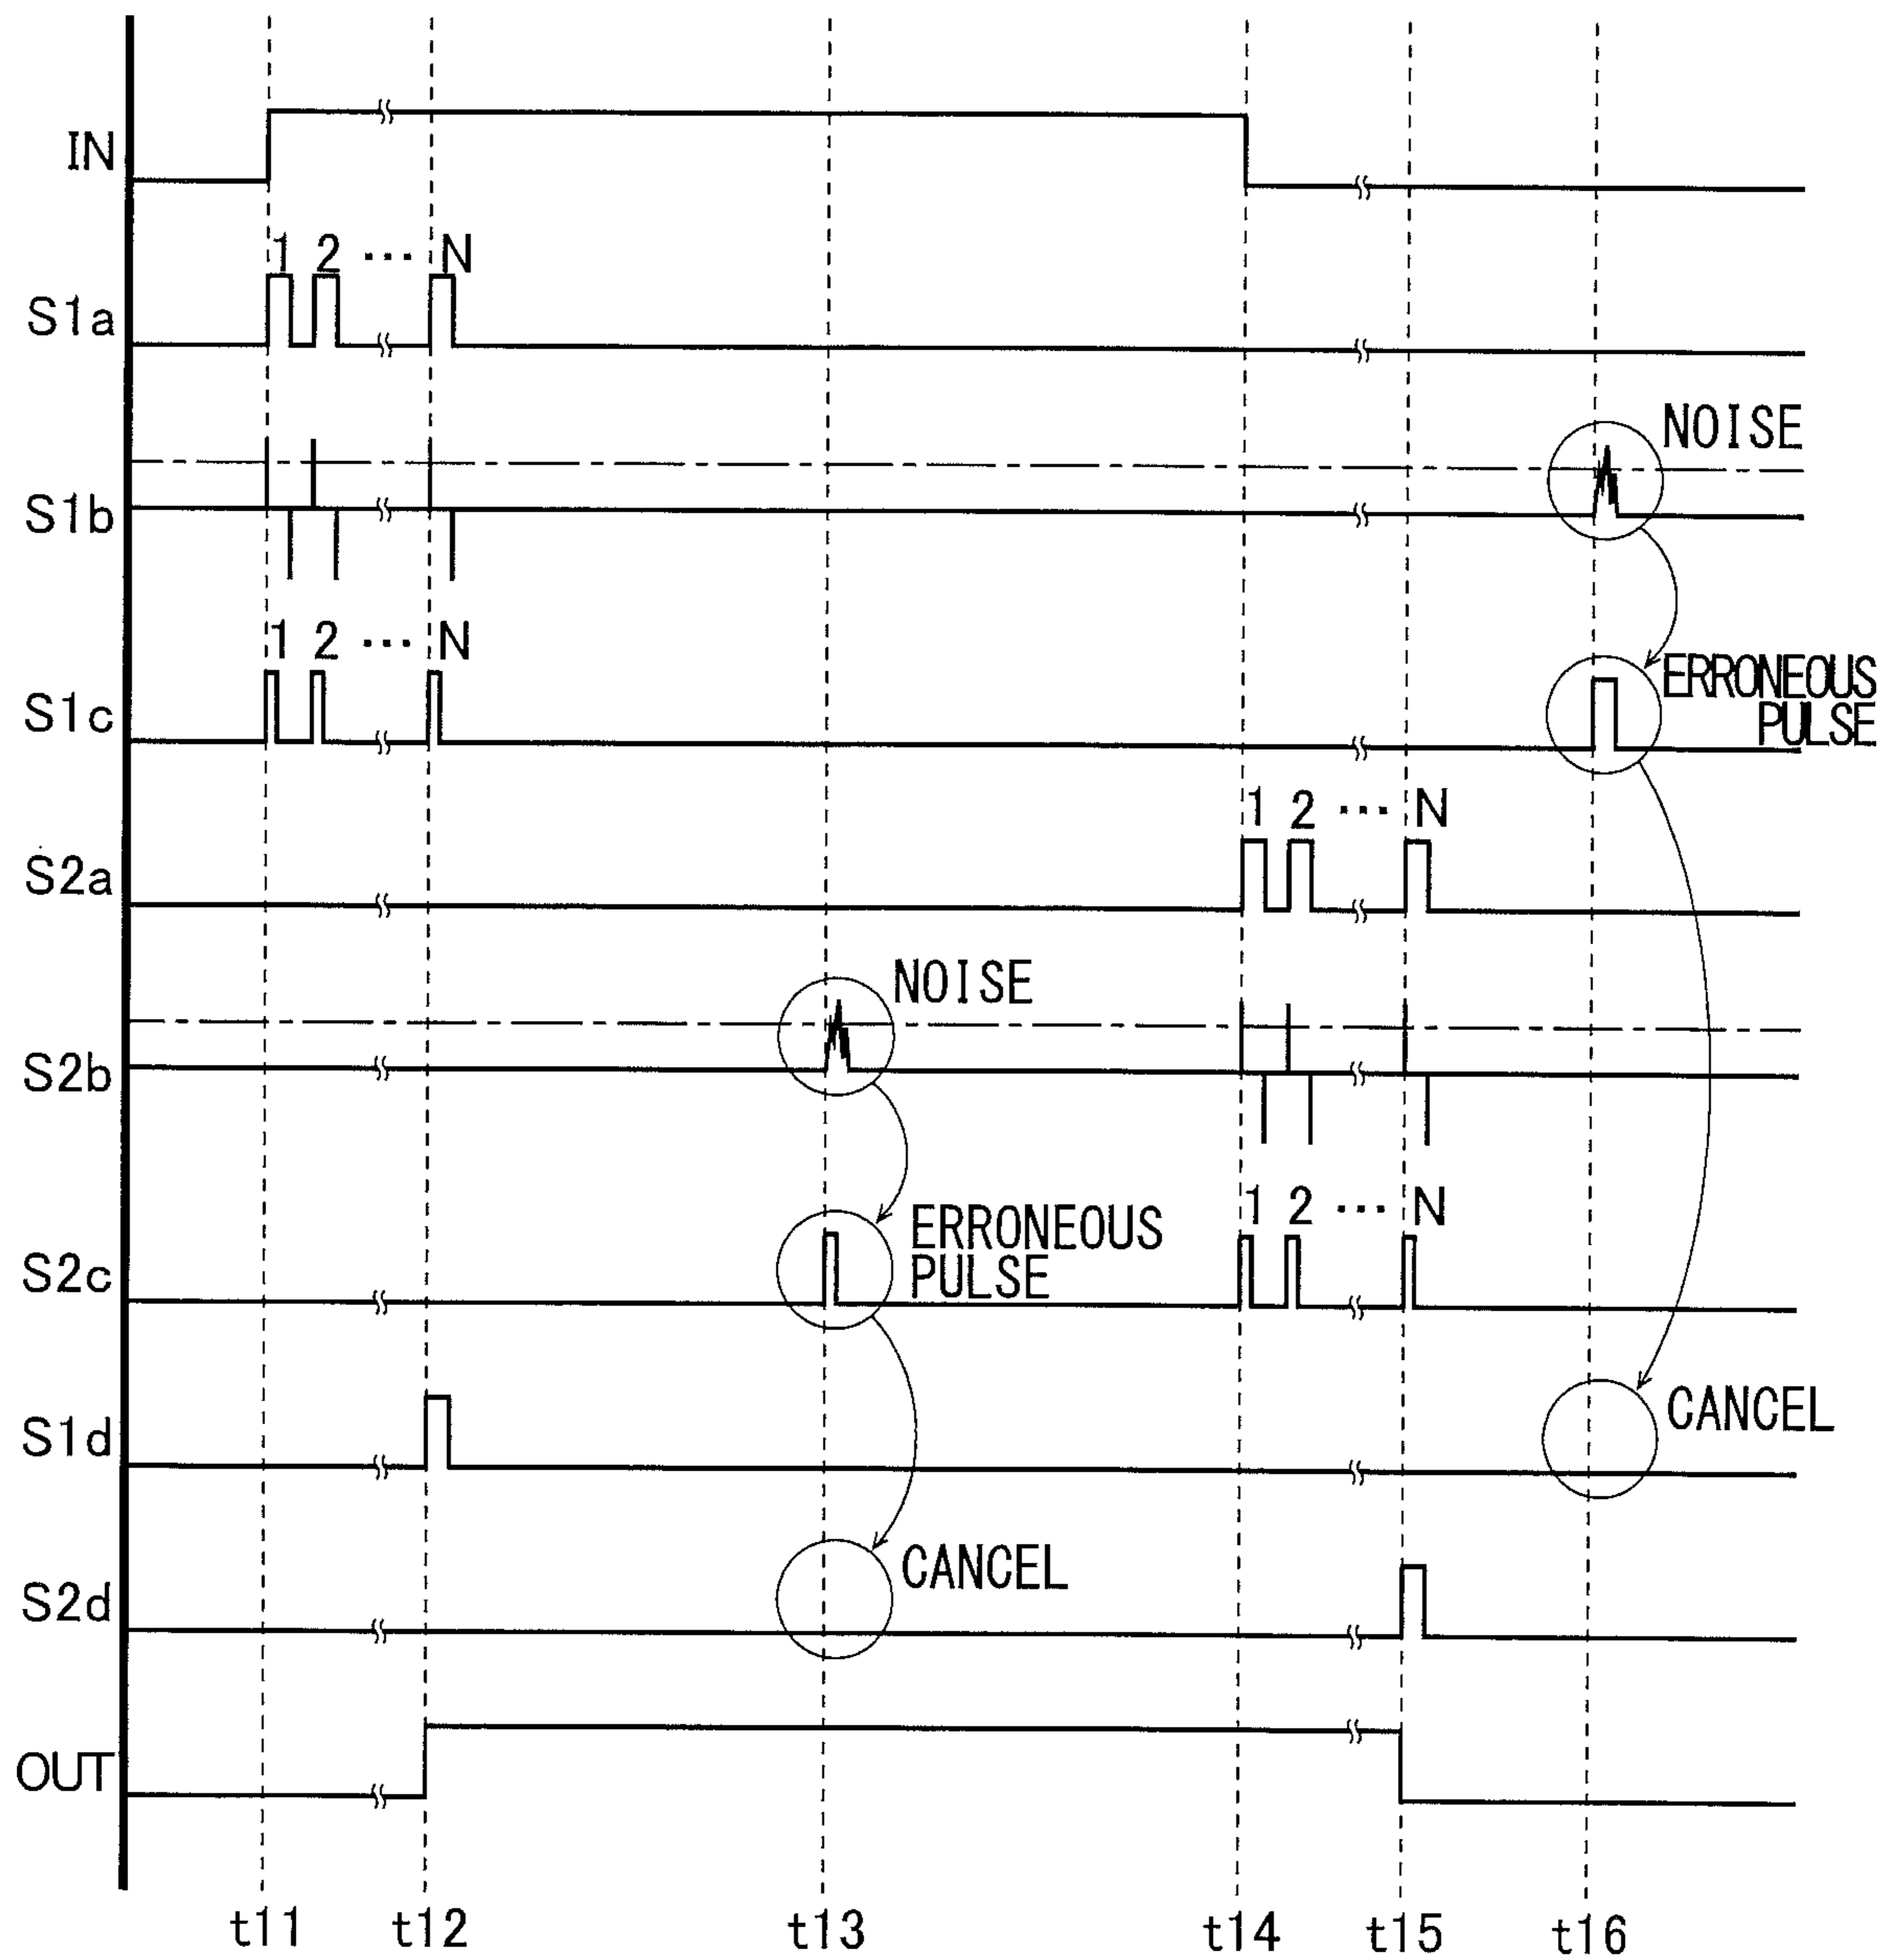 IN
1 2 ... N
S1a
NOISE
S1b
1 2 ... N
ERRONEOUS
PULSE
S1c
1 2 ... N
S2a
NOISE
S2b
1 2 ... N
ERRONEOUS
PULSE
S2c
CANCEL
S1d
CANCEL
S2d
OUT
t11 t12 t13 t14 t15 t16